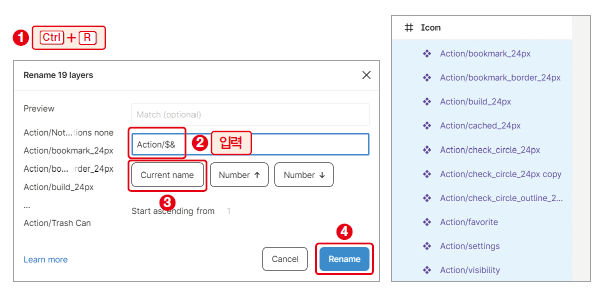 1 Ctrl + R
Rename 19 layers
Preview
Action/Not... :ions none
Action/bookmark_24px
Action/bo... rder_24px
Action/build_24px
...
Action/Trash Can
Learn more
Match (optional)
Action/$& 2 입력
Current name Number ↑ Number ↓
3
Start ascending from 1
4
Cancel Rename
# Icon
Action/bookmark_24px
Action/bookmark_border_24px
Action/build_24px
Action/cached_24px
Action/check_circle_24px
Action/check_circle_24px copy
Action/check_circle_outline_2...
Action/favorite
Action/settings
Action/visibility